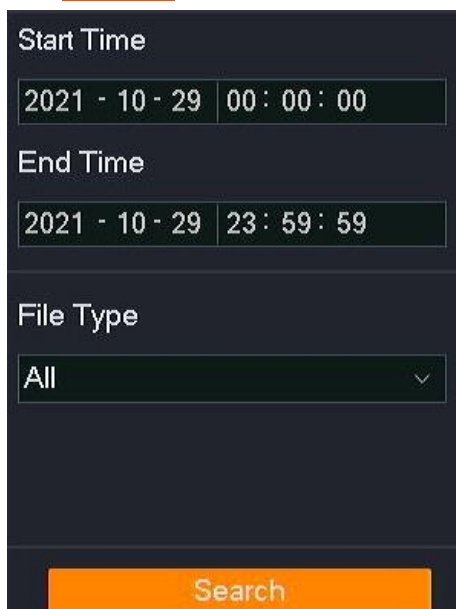 Start Time
2021 - 10 - 29 00 : 00 : 00
End Time
2021 - 10 - 29 23 : 59 : 59
File Type
All
Search